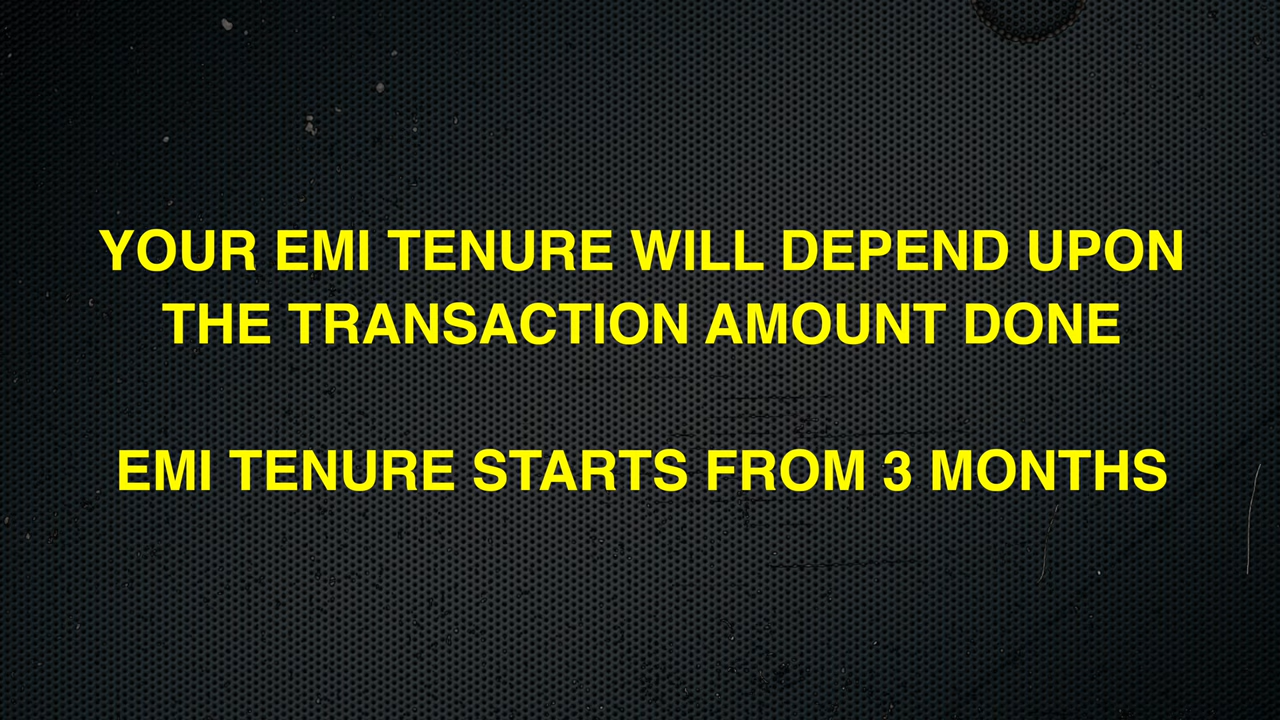 YOUR EMI TENURE WILL DEPEND UPON
THE TRANSACTION AMOUNT DONE
EMI TENURE STARTS FROM 3 MONTHS